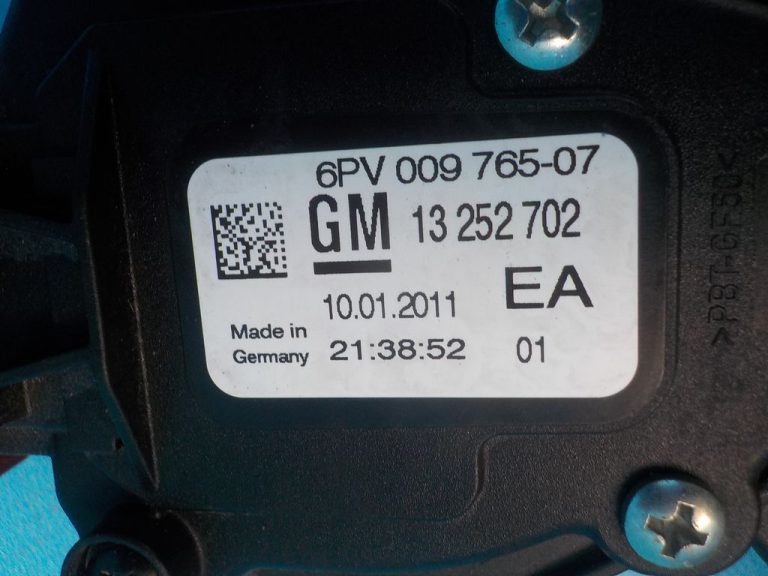 6PV 009 765-07
GM 13 252 702
EA
10.01.2011
Made in
Germany
21:38:52
01
>PBT-GF50<